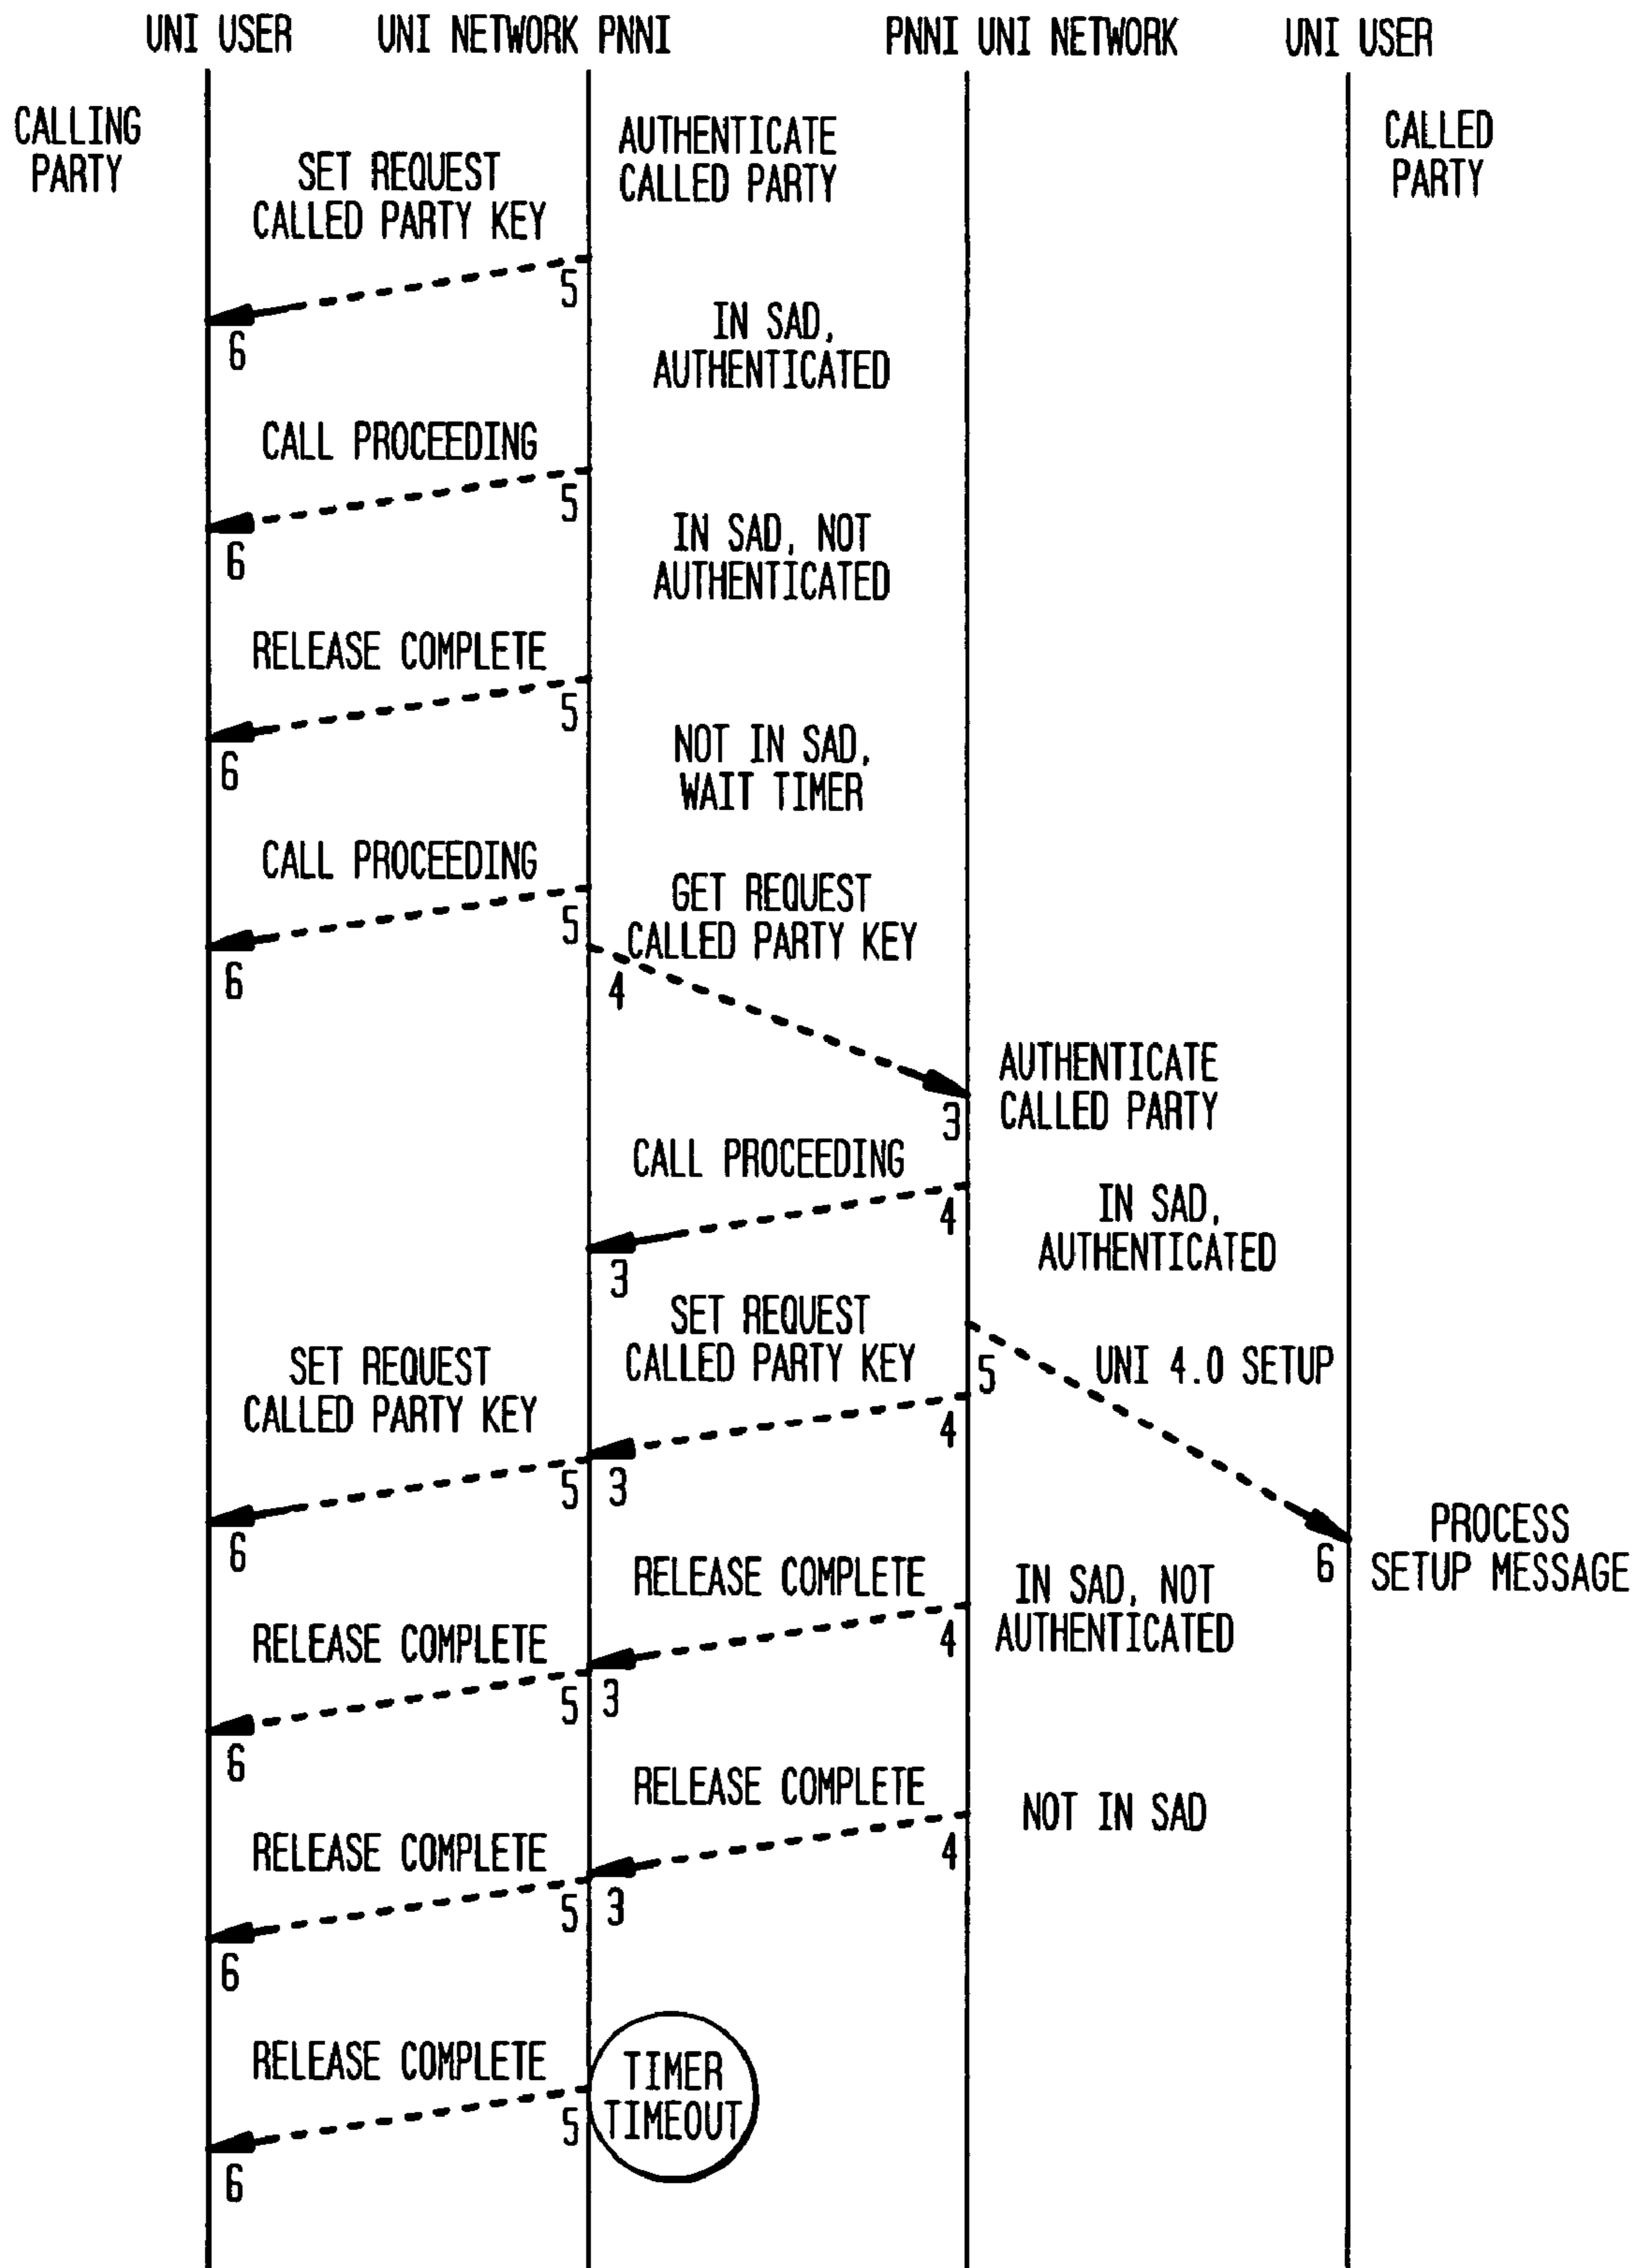 UNI USER
UNI NETWORK PNNI
PNNI UNI NETWORK
UNI USER
CALLING
PARTY
AUTHENTICATE
CALLED PARTY
CALLED
PARTY
SET REQUEST
CALLED PARTY KEY
5
6
IN SAD,
AUTHENTICATED
CALL PROCEEDING
5
6
IN SAD, NOT
AUTHENTICATED
RELEASE COMPLETE
5
6
NOT IN SAD,
WAIT TIMER
CALL PROCEEDING
5
6
GET REQUEST
CALLED PARTY KEY
4
3
AUTHENTICATE
CALLED PARTY
CALL PROCEEDING
4
3
IN SAD,
AUTHENTICATED
SET REQUEST
CALLED PARTY KEY
5
UNI 4.0 SETUP
SET REQUEST
CALLED PARTY KEY
4
5 3
6
6
PROCESS
SETUP MESSAGE
RELEASE COMPLETE
4
IN SAD, NOT
AUTHENTICATED
RELEASE COMPLETE
5 3
6
RELEASE COMPLETE
4
NOT IN SAD
RELEASE COMPLETE
5 3
6
RELEASE COMPLETE
5
6
TIMER
TIMEOUT